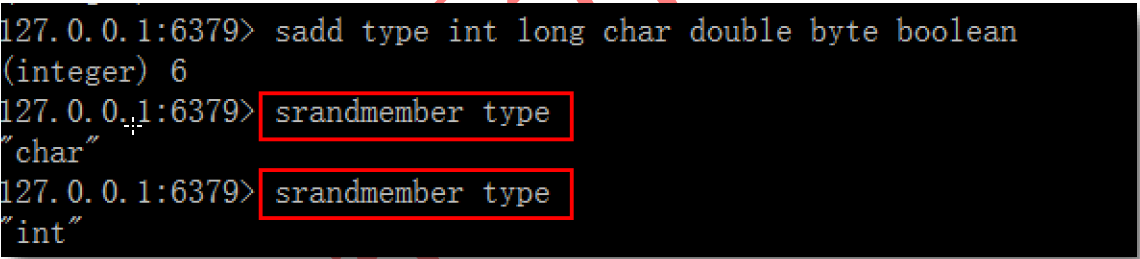 127.0.0.1:6379> sadd type int long char double byte boolean
(integer) 6
127.0.0.1:6379> srandmember type
"char"
127.0.0.1:6379> srandmember type
"int"